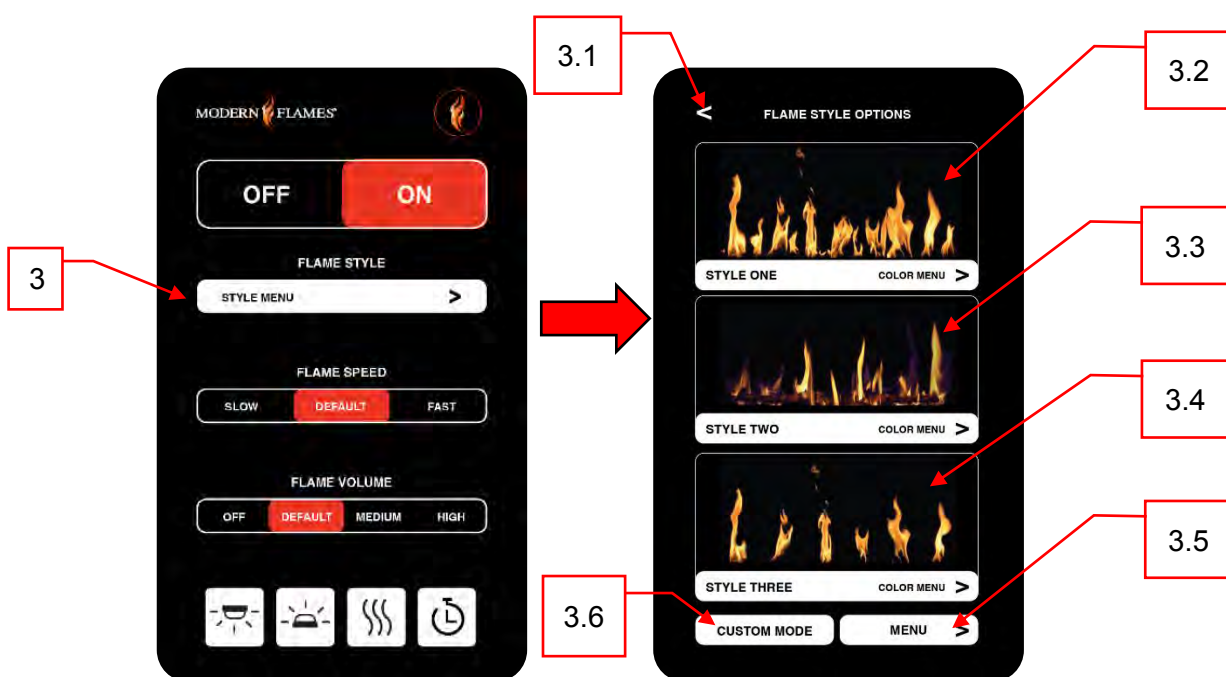 3
MODERN FLAMES®
OFF ON
FLAME STYLE
STYLE MENU >
FLAME SPEED
SLOW DEFAULT FAST
FLAME VOLUME
OFF DEFAULT MEDIUM HIGH
3.1
< FLAME STYLE OPTIONS
STYLE ONE COLOR MENU >
STYLE TWO COLOR MENU >
STYLE THREE COLOR MENU >
CUSTOM MODE MENU >
3.2
3.3
3.4
3.5
3.6